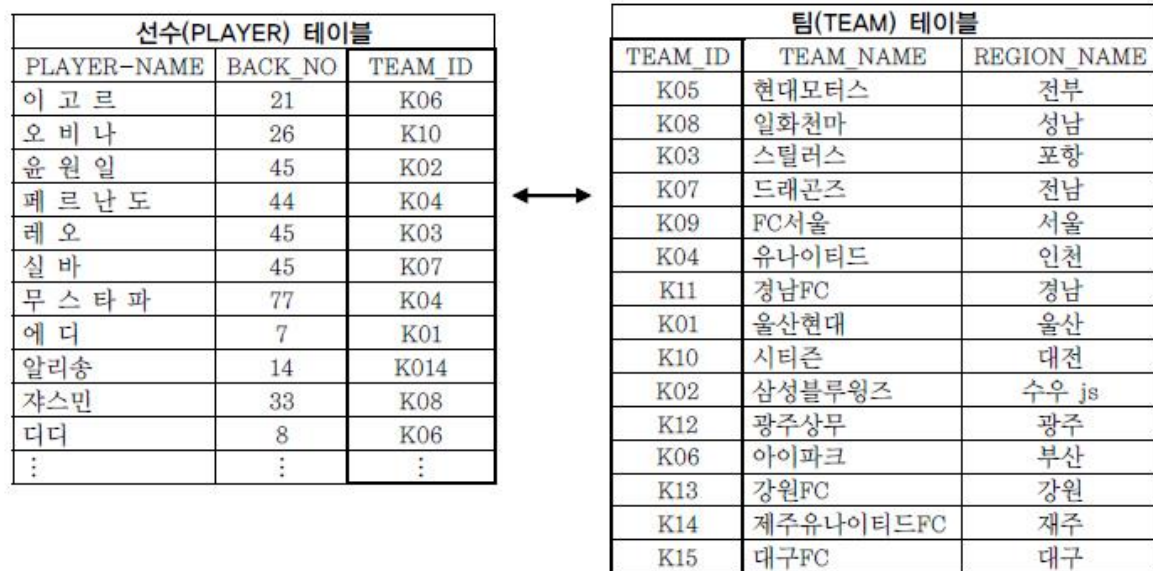 선수(PLAYER) 테이블
PLAYER-NAME BACK_NO TEAM_ID
이 고 르 21 K06
오 비 나 26 K10
윤 원 일 45 K02
페 르 난 도 44 K04
레 오 45 K03
실 바 45 K07
무 스 타 파 77 K04
에 디 7 K01
알리송 14 K014
쟈스민 33 K08
디디 8 K06
⋮ ⋮ ⋮
팀(TEAM) 테이블
TEAM_ID TEAM_NAME REGION_NAME
K05 현대모터스 전부
K08 일화천마 성남
K03 스틸러스 포항
K07 드래곤즈 전남
K09 FC서울 서울
K04 유나이티드 인천
K11 경남FC 경남
K01 울산현대 울산
K10 시티즌 대전
K02 삼성블루윙즈 수우 js
K12 광주상무 광주
K06 아이파크 부산
K13 강원FC 강원
K14 제주유나이티드FC 재주
K15 대구FC 대구